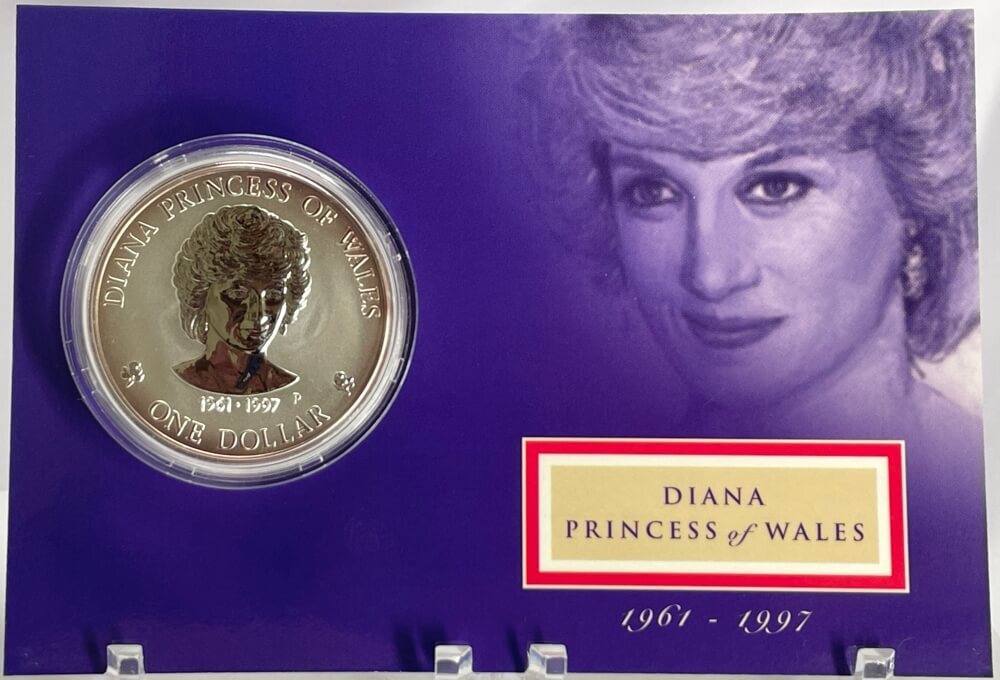 DIANA PRINCESS OF WALES
1961 • 1997 P
ONE DOLLAR
DIANA
PRINCESS of WALES
1961 - 1997